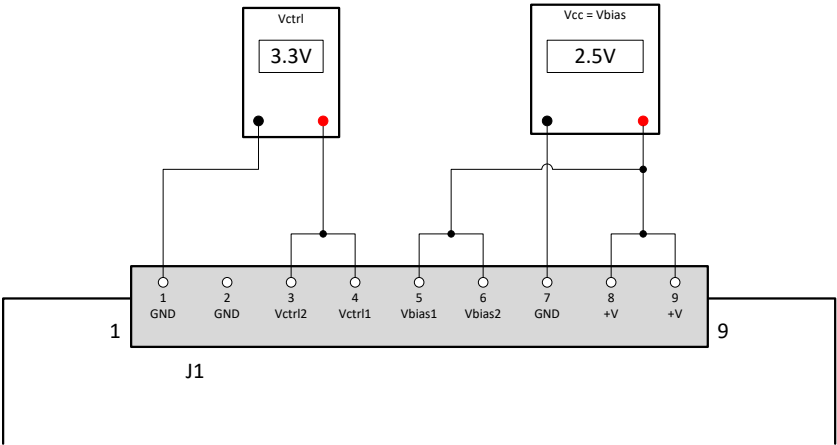 Vctrl
Vcc = Vbias
3.3V
2.5V
1 2 3 4 5 6 7 8 9
GND GND Vctrl2 Vctrl1 Vbias1 Vbias2 GND +V +V
1 9
J1